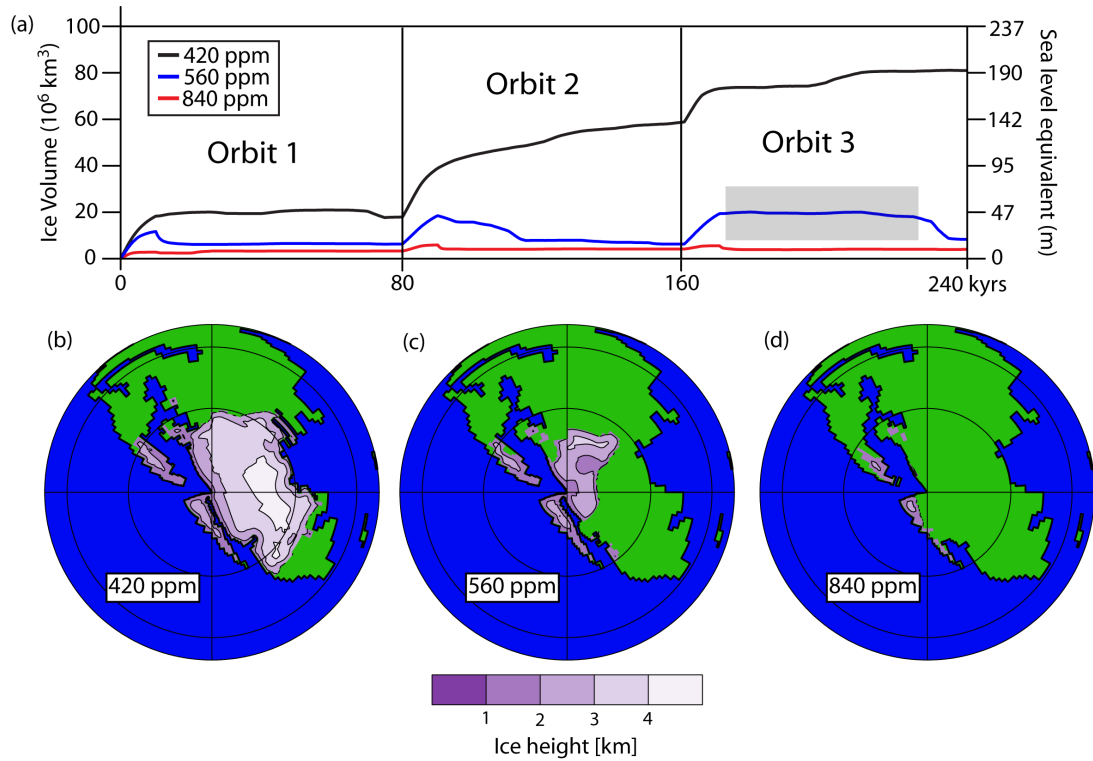 (a)
Ice Volume (10⁶ km³)
100
80
60
40
20
0
420 ppm
560 ppm
840 ppm
Orbit 1
Orbit 2
Orbit 3
237
190
142
95
47
0
Sea level equivalent (m)
0 80 160 240 kyrs
(b) (c) (d)
420 ppm 560 ppm 840 ppm
1 2 3 4
Ice height [km]